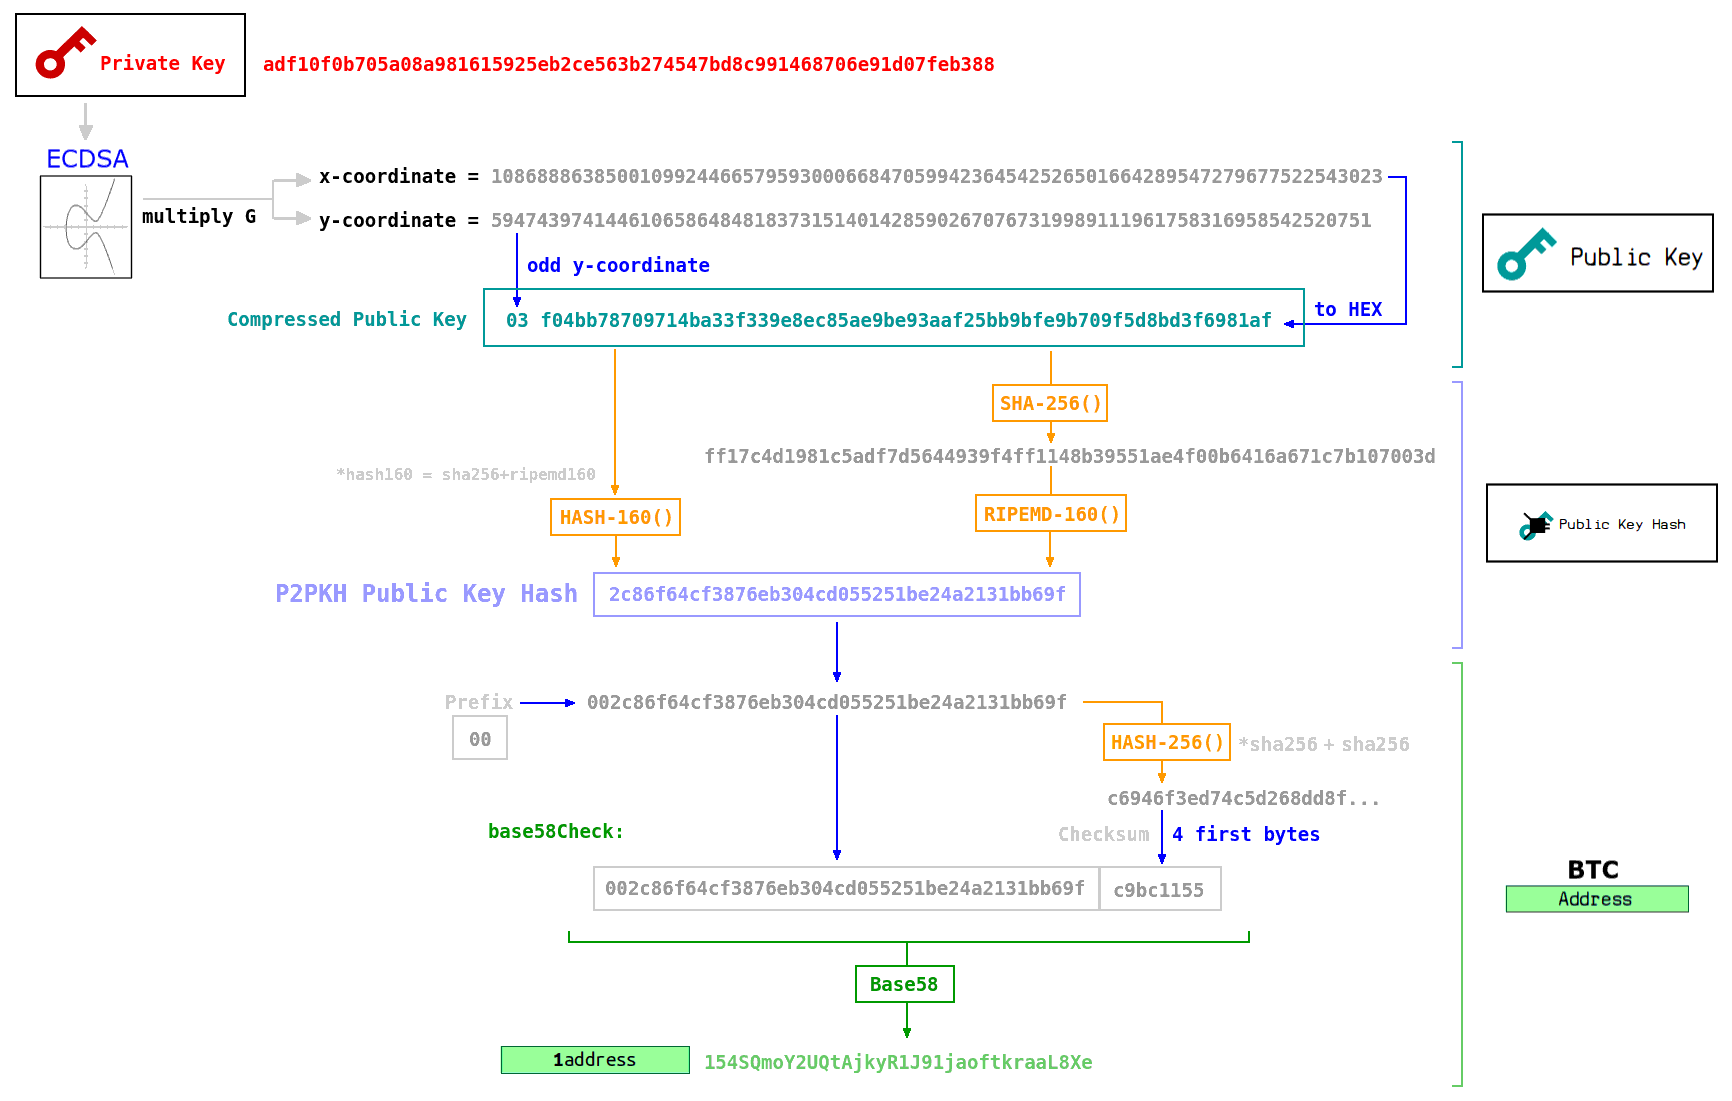 Private Key
adf10f0b705a08a981615925eb2ce563b274547bd8c991468706e91d07feb388
ECDSA
multiply G
x-coordinate = 108688863850010992446657959300066847059942364542526501664289547279677522543023
y-coordinate = 59474397414461065864848183731514014285902670767319989111961758316958542520751
odd y-coordinate
Public Key
Compressed Public Key
03 f04bb78709714ba33f339e8ec85ae9be93aaf25bb9bfe9b709f5d8bd3f6981af
to HEX
SHA-256()
ff17c4d1981c5adf7d5644939f4ff1148b39551ae4f00b6416a671c7b107003d
*hash160 = sha256+ripemd160
HASH-160()
RIPEMD-160()
Public Key Hash
P2PKH Public Key Hash
2c86f64cf3876eb304cd055251be24a2131bb69f
Prefix
00
002c86f64cf3876eb304cd055251be24a2131bb69f
HASH-256()
*sha256 + sha256
c6946f3ed74c5d268dd8f...
base58Check:
Checksum
4 first bytes
002c86f64cf3876eb304cd055251be24a2131bb69f
c9bc1155
BTC
Address
Base58
1address
154SQmoY2UQtAjkyR1J91jaoftkraaL8Xe